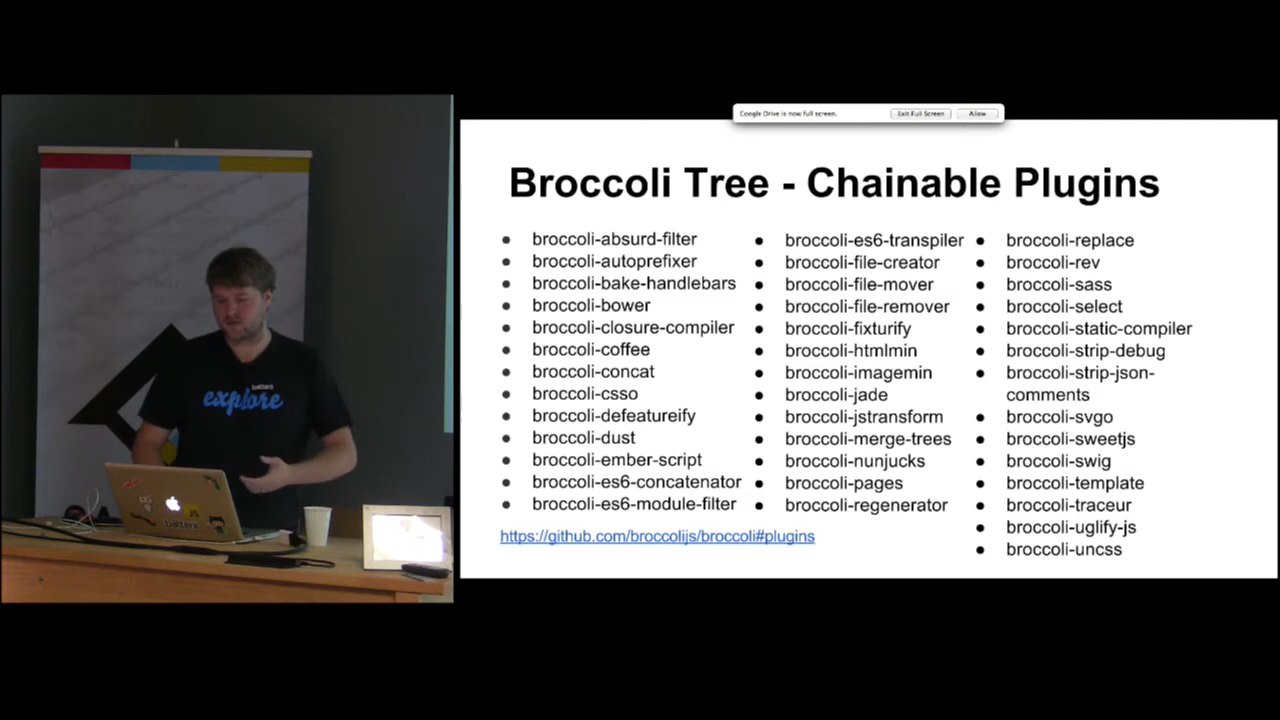 Google Drive is now full screen.
Exit Full Screen
Allow
Broccoli Tree - Chainable Plugins
broccoli-absurd-filter
broccoli-autoprefixer
broccoli-bake-handlebars
broccoli-bower
broccoli-closure-compiler
broccoli-coffee
broccoli-concat
broccoli-csso
broccoli-defeatureify
broccoli-dust
broccoli-ember-script
broccoli-es6-concatenator
broccoli-es6-module-filter
https://github.com/broccolijs/broccoli#plugins
broccoli-es6-transpiler
broccoli-file-creator
broccoli-file-mover
broccoli-file-remover
broccoli-fixturify
broccoli-htmlmin
broccoli-imagemin
broccoli-jade
broccoli-jstransform
broccoli-merge-trees
broccoli-nunjucks
broccoli-pages
broccoli-regenerator
broccoli-replace
broccoli-rev
broccoli-sass
broccoli-select
broccoli-static-compiler
broccoli-strip-debug
broccoli-strip-json-
comments
broccoli-svgo
broccoli-sweetjs
broccoli-swig
broccoli-template
broccoli-traceur
broccoli-uglify-js
broccoli-uncss
explore
JS